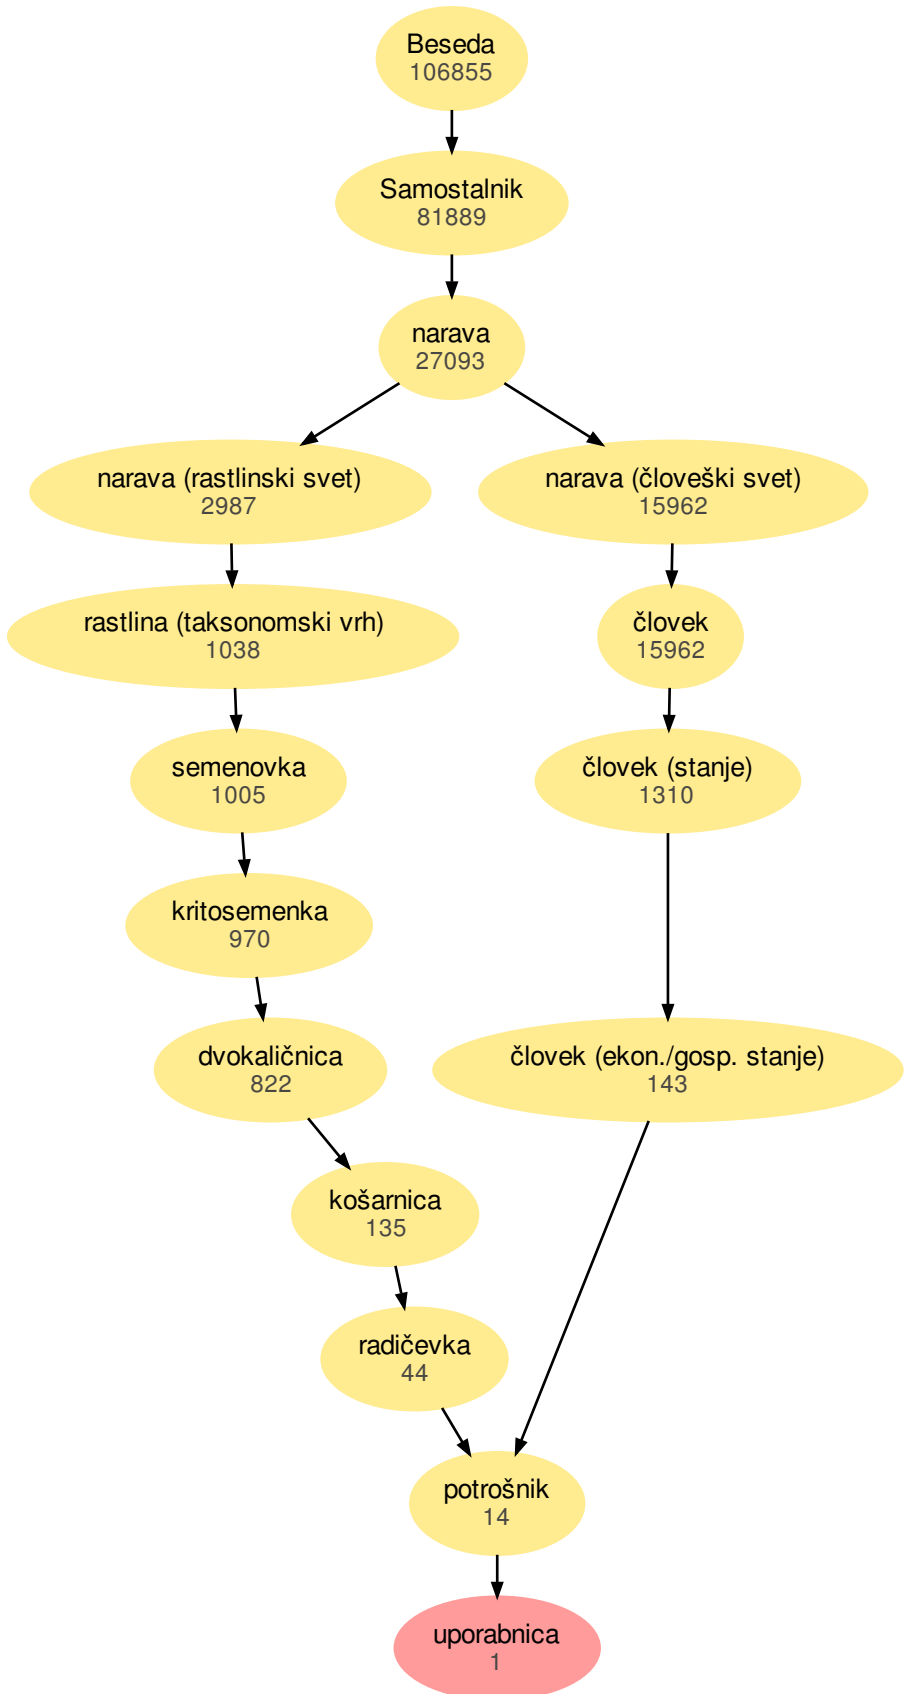 Beseda
106855
Samostalnik
81889
narava
27093
narava (rastlinski svet)
2987
narava (človeški svet)
15962
rastlina (taksonomski vrh)
1038
človek
15962
semenovka
1005
človek (stanje)
1310
kritosemenka
970
dvokaličnica
822
človek (ekon./gosp. stanje)
143
košarnica
135
radičevka
44
potrošnik
14
uporabnica
1